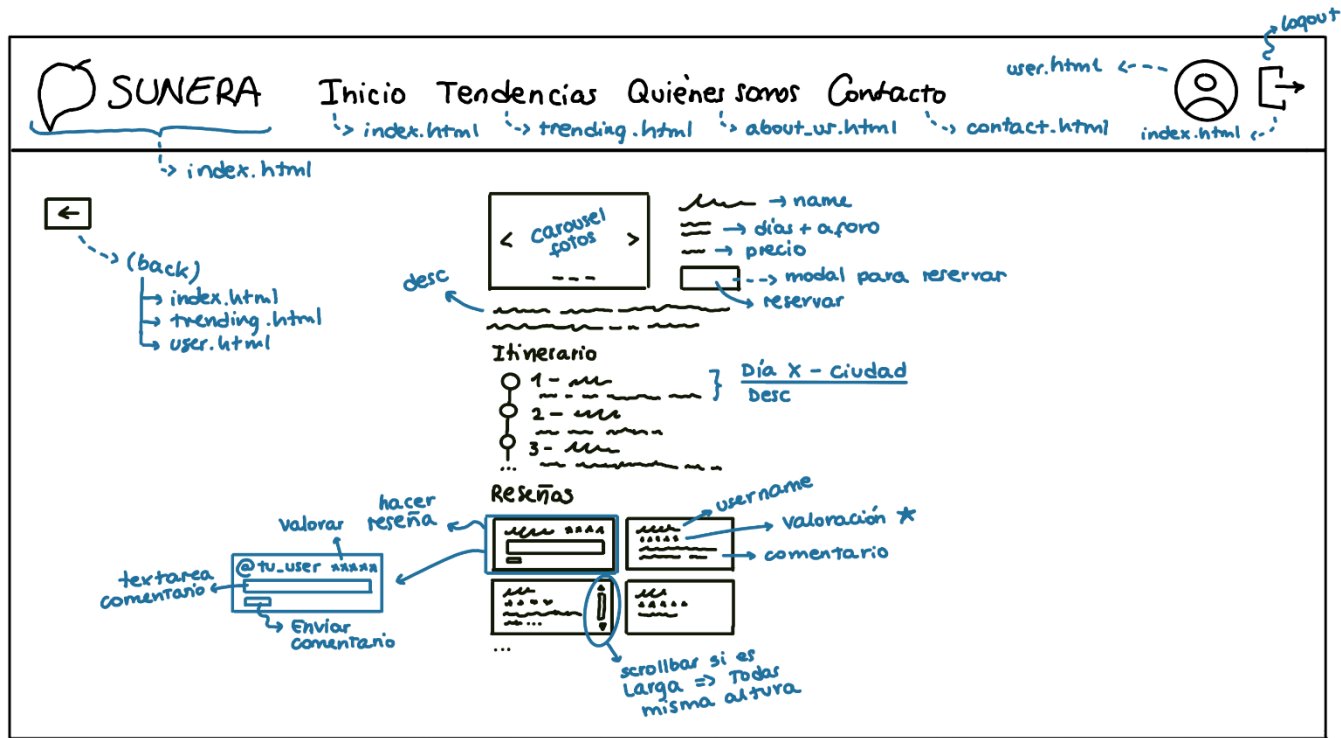 logout
SUNERA Inicio Tendencias Quiénes somos Contacto
user.html
index.html trending.html about_us.html contact.html index.html
index.html
(back)
index.html
trending.html
user.html
< carousel fotos >
name
días + aforo
precio
modal para reservar
reservar
desc
Itinerario
1 -
2 -
3 -
...
Día X - Ciudad
Desc
Reseñas
hacer
reseña
username
valoración ★
comentario
Valorar
@tu_user *****
textarea
comentario
Enviar
comentario
...
scrollbar si es
Larga => Todas
misma altura